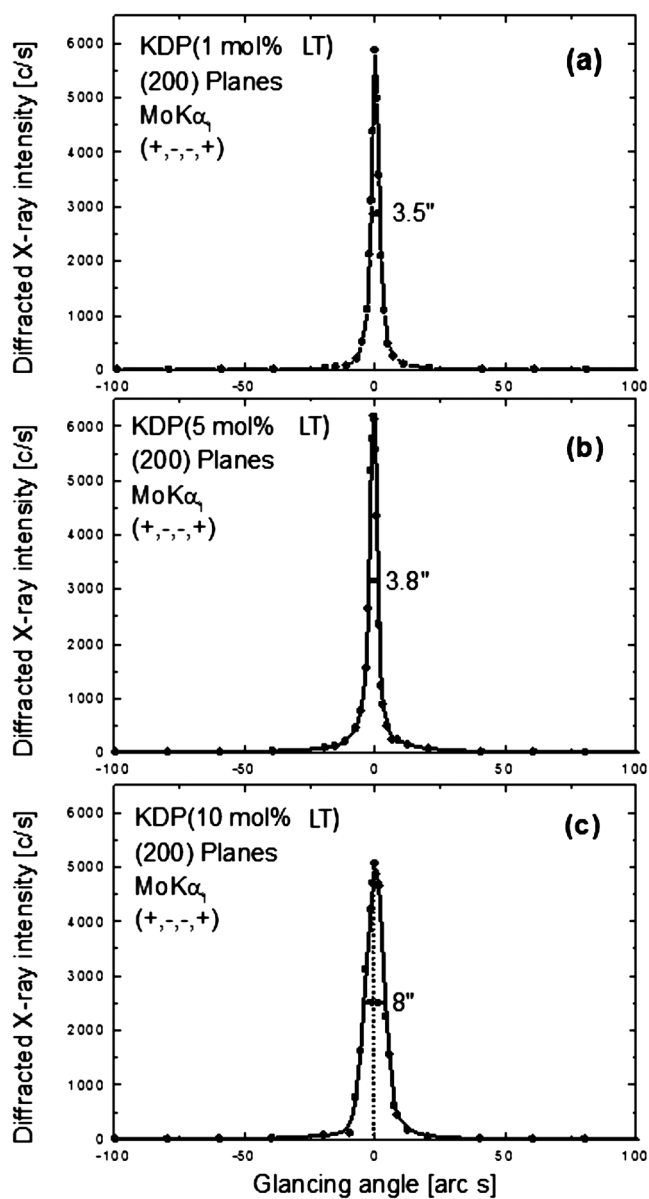 Diffracted X-ray intensity [c/s]
6000
5000
4000
3000
2000
1000
0
KDP(1 mol% LT)
(200) Planes
MoKα₁
(+,-,-,+)
(a)
3.5"
-100 -50 0 50 100
Diffracted X-ray intensity [c/s]
6000
5000
4000
3000
2000
1000
0
KDP(5 mol% LT)
(200) Planes
MoKα₁
(+,-,-,+)
(b)
3.8"
-100 -50 0 50 100
Diffracted X-ray intensity [c/s]
6000
5000
4000
3000
2000
1000
0
KDP(10 mol% LT)
(200) Planes
MoKα₁
(+,-,-,+)
(c)
8"
-100 -50 0 50 100
Glancing angle [arc s]